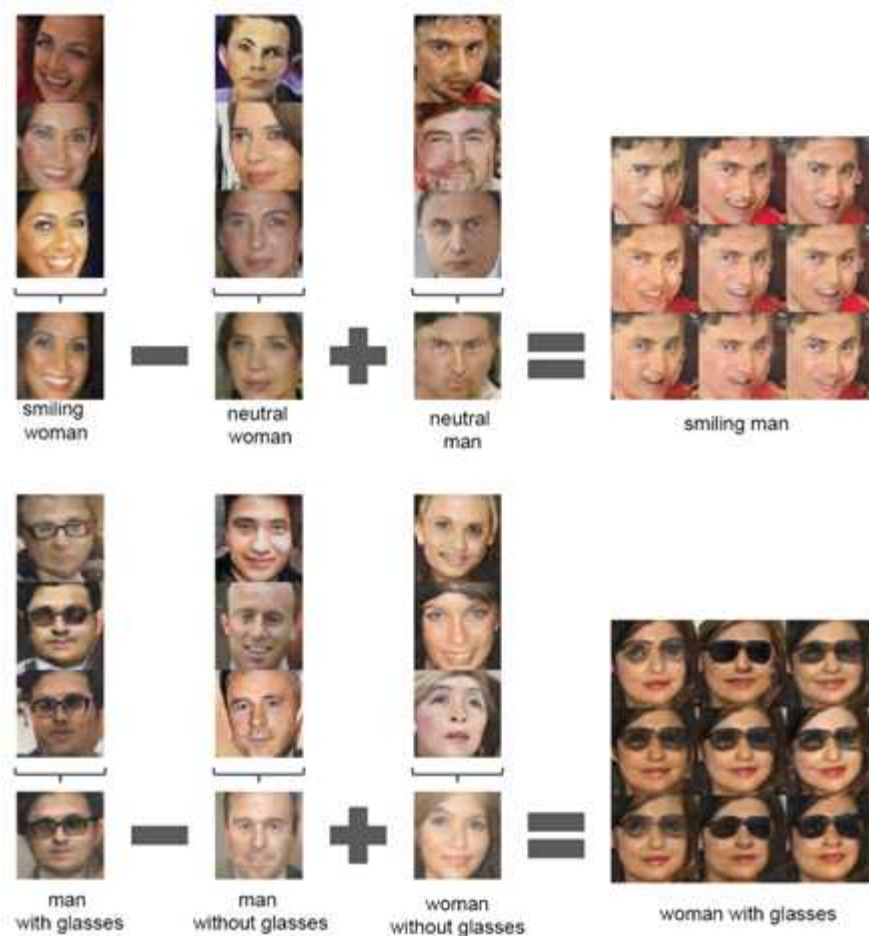 smiling
woman
neutral
woman
neutral
man
smiling man
man
with glasses
man
without glasses
woman
without glasses
woman with glasses